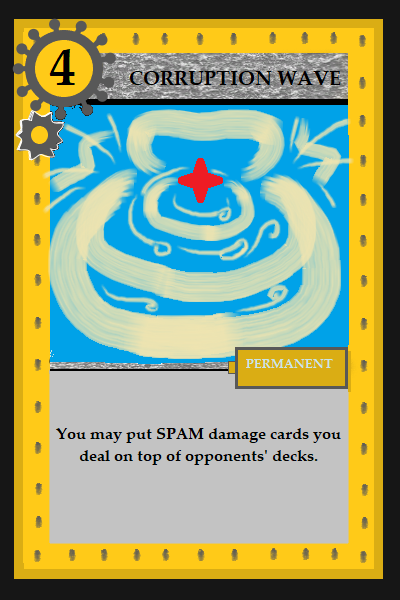 4
CORRUPTION WAVE
PERMANENT
You may put SPAM damage cards you
deal on top of opponents' decks.